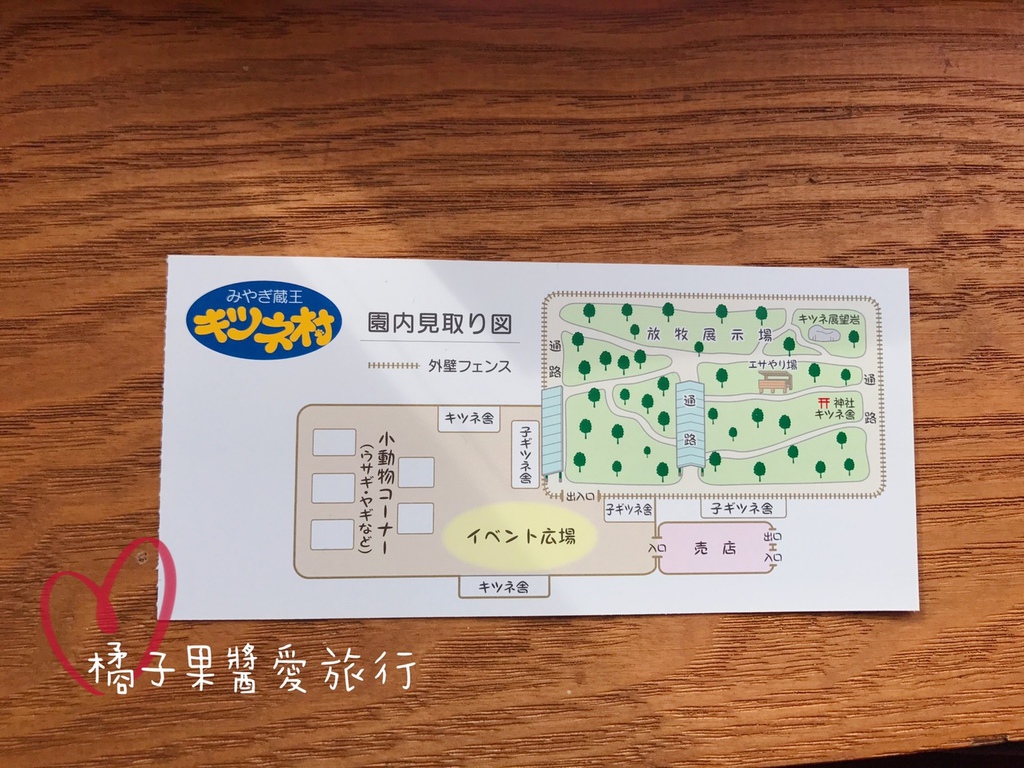 みやぎ蔵王
キツネ村
園内見取り図
外壁フェンス
放牧展示場
キツネ展望岩
通路
エサやり場
通路
通路
神社
キツネ舎
キツネ舎
子ギツネ舎
小動物コーナー
(ウサギ・ヤギなど)
出入口
子ギツネ舎
子ギツネ舎
イベント広場
入口
売店
出口
入口
キツネ舎
橘子果醬愛旅行